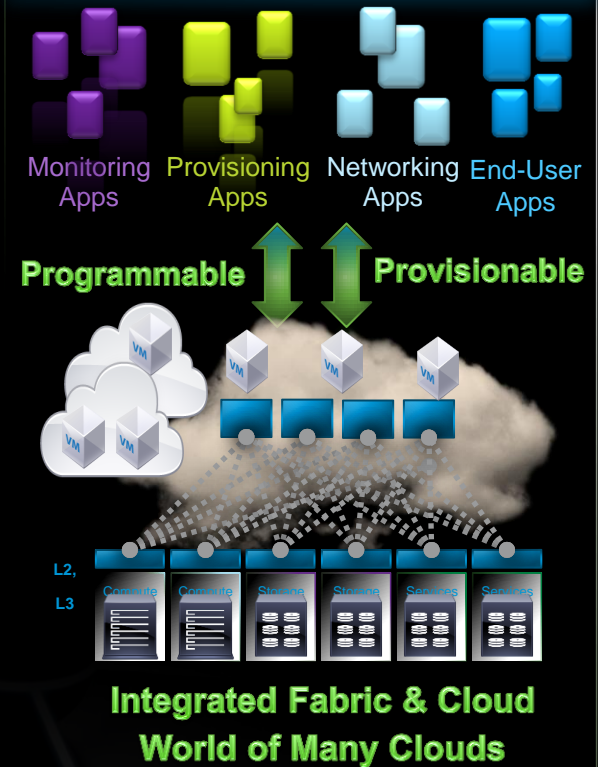 Monitoring
Apps
Provisioning
Apps
Networking
Apps
End-User
Apps
Programmable
Provisionable
VM
VM
VM
VM
VM VM
L2,
L3
Compute Compute Storage Storage Services Services
Integrated Fabric & Cloud
World of Many Clouds